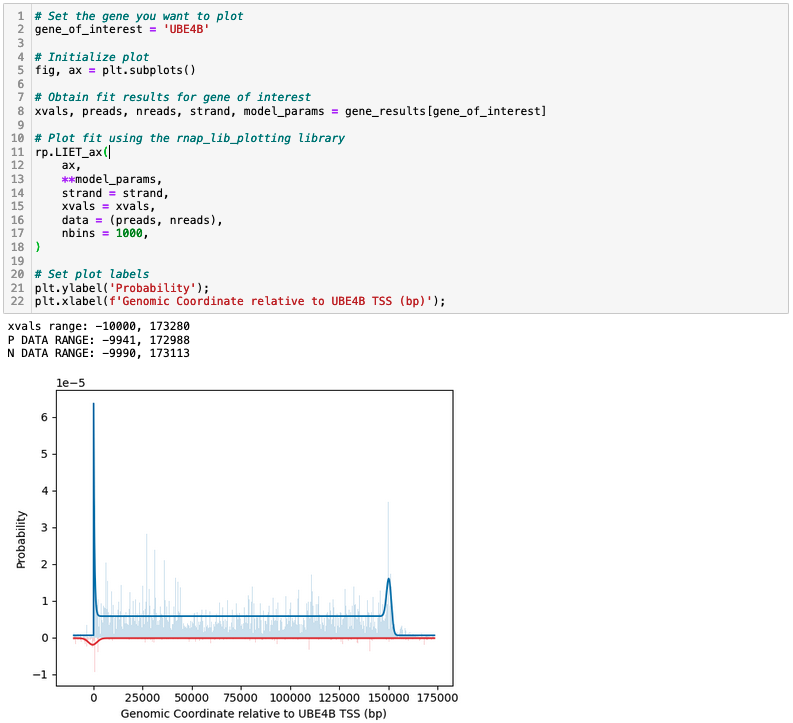 1 # Set the gene you want to plot
2 gene_of_interest = 'UBE4B'
3
4 # Initialize plot
5 fig, ax = plt.subplots()
6
7 # Obtain fit results for gene of interest
8 xvals, preads, nreads, strand, model_params = gene_results[gene_of_interest]
9
10 # Plot fit using the rnap_lib_plotting library
11 rp.LIET_ax(
12     ax,
13     **model_params,
14     strand = strand,
15     xvals = xvals,
16     data = (preads, nreads),
17     nbins = 1000,
18 )
19
20 # Set plot labels
21 plt.ylabel('Probability');
22 plt.xlabel(f'Genomic Coordinate relative to UBE4B TSS (bp)');
xvals range: -10000, 173280
P DATA RANGE: -9941, 172988
N DATA RANGE: -9990, 173113
1e−5
6
5
4
3
2
1
0
−1
Probability
0 25000 50000 75000 100000 125000 150000 175000
Genomic Coordinate relative to UBE4B TSS (bp)